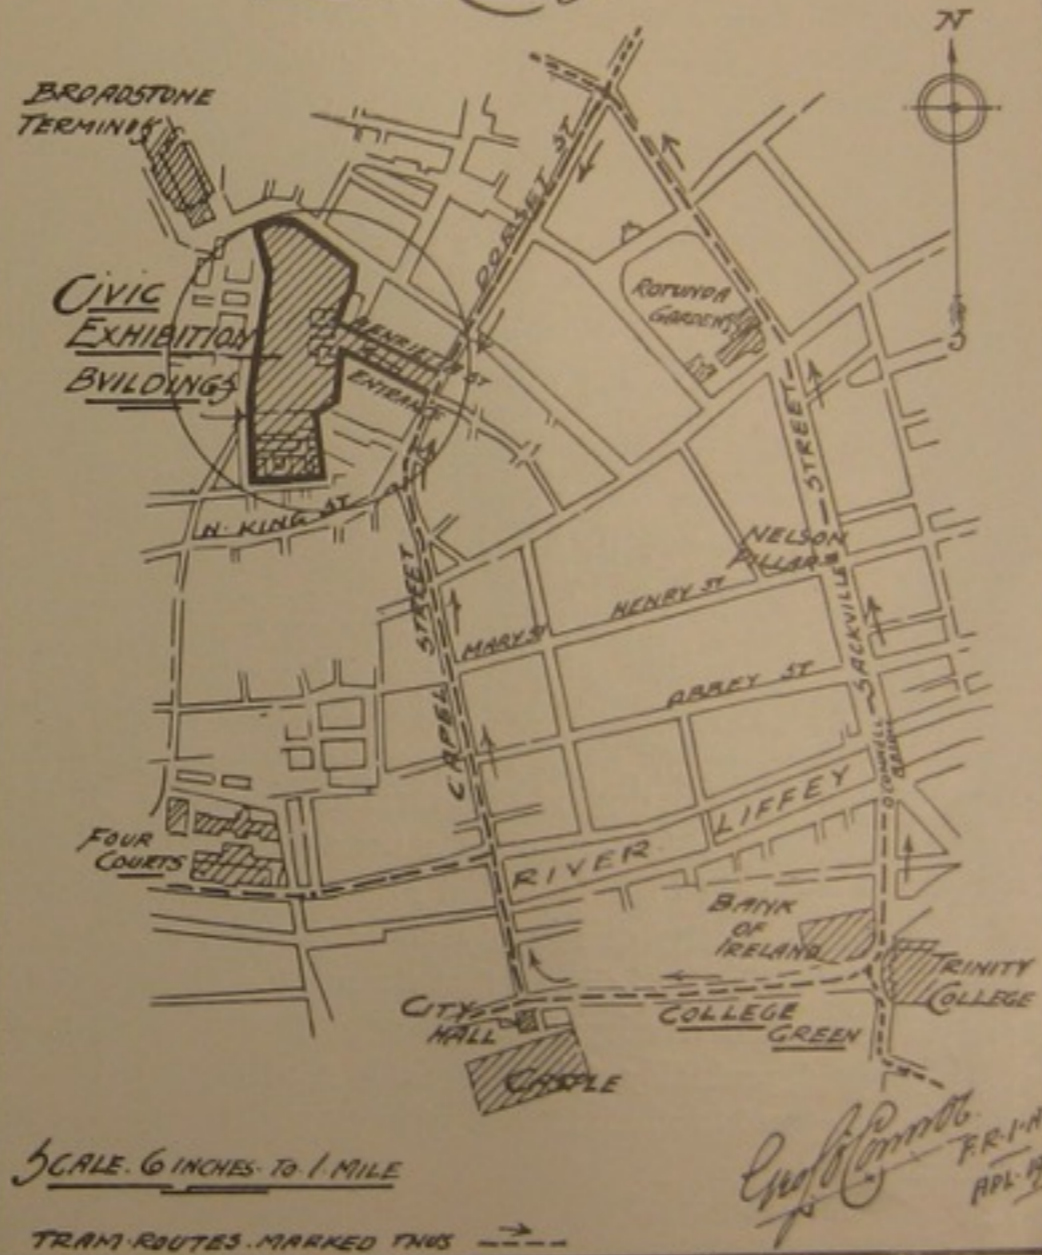 N
BROADSTONE
TERMINUS
DORSET ST
CIVIC
EXHIBITION
BUILDINGS
ROTUNDA
GARDENS
HENRIETTA ST
ENTRANCE
S
N. KING ST
STREET
NELSON
PILLAR
CAPEL STREET
HENRY ST
MARY ST
SACKVILLE
ABBEY ST
O'CONNELL
RIVER LIFFEY
FOUR
COURTS
BANK
OF
IRELAND
TRINITY
COLLEGE
CITY
HALL
COLLEGE
GREEN
CASTLE
SCALE. 6 INCHES. TO 1. MILE
TRAM. ROUTES. MARKED THUS